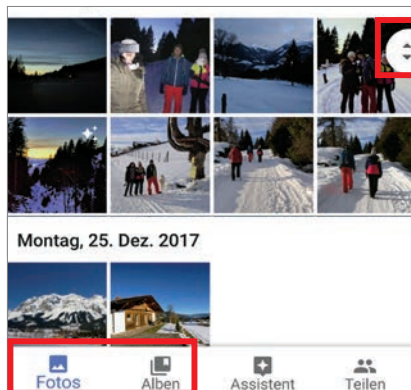 Montag, 25. Dez. 2017
Fotos Alben Assistent Teilen